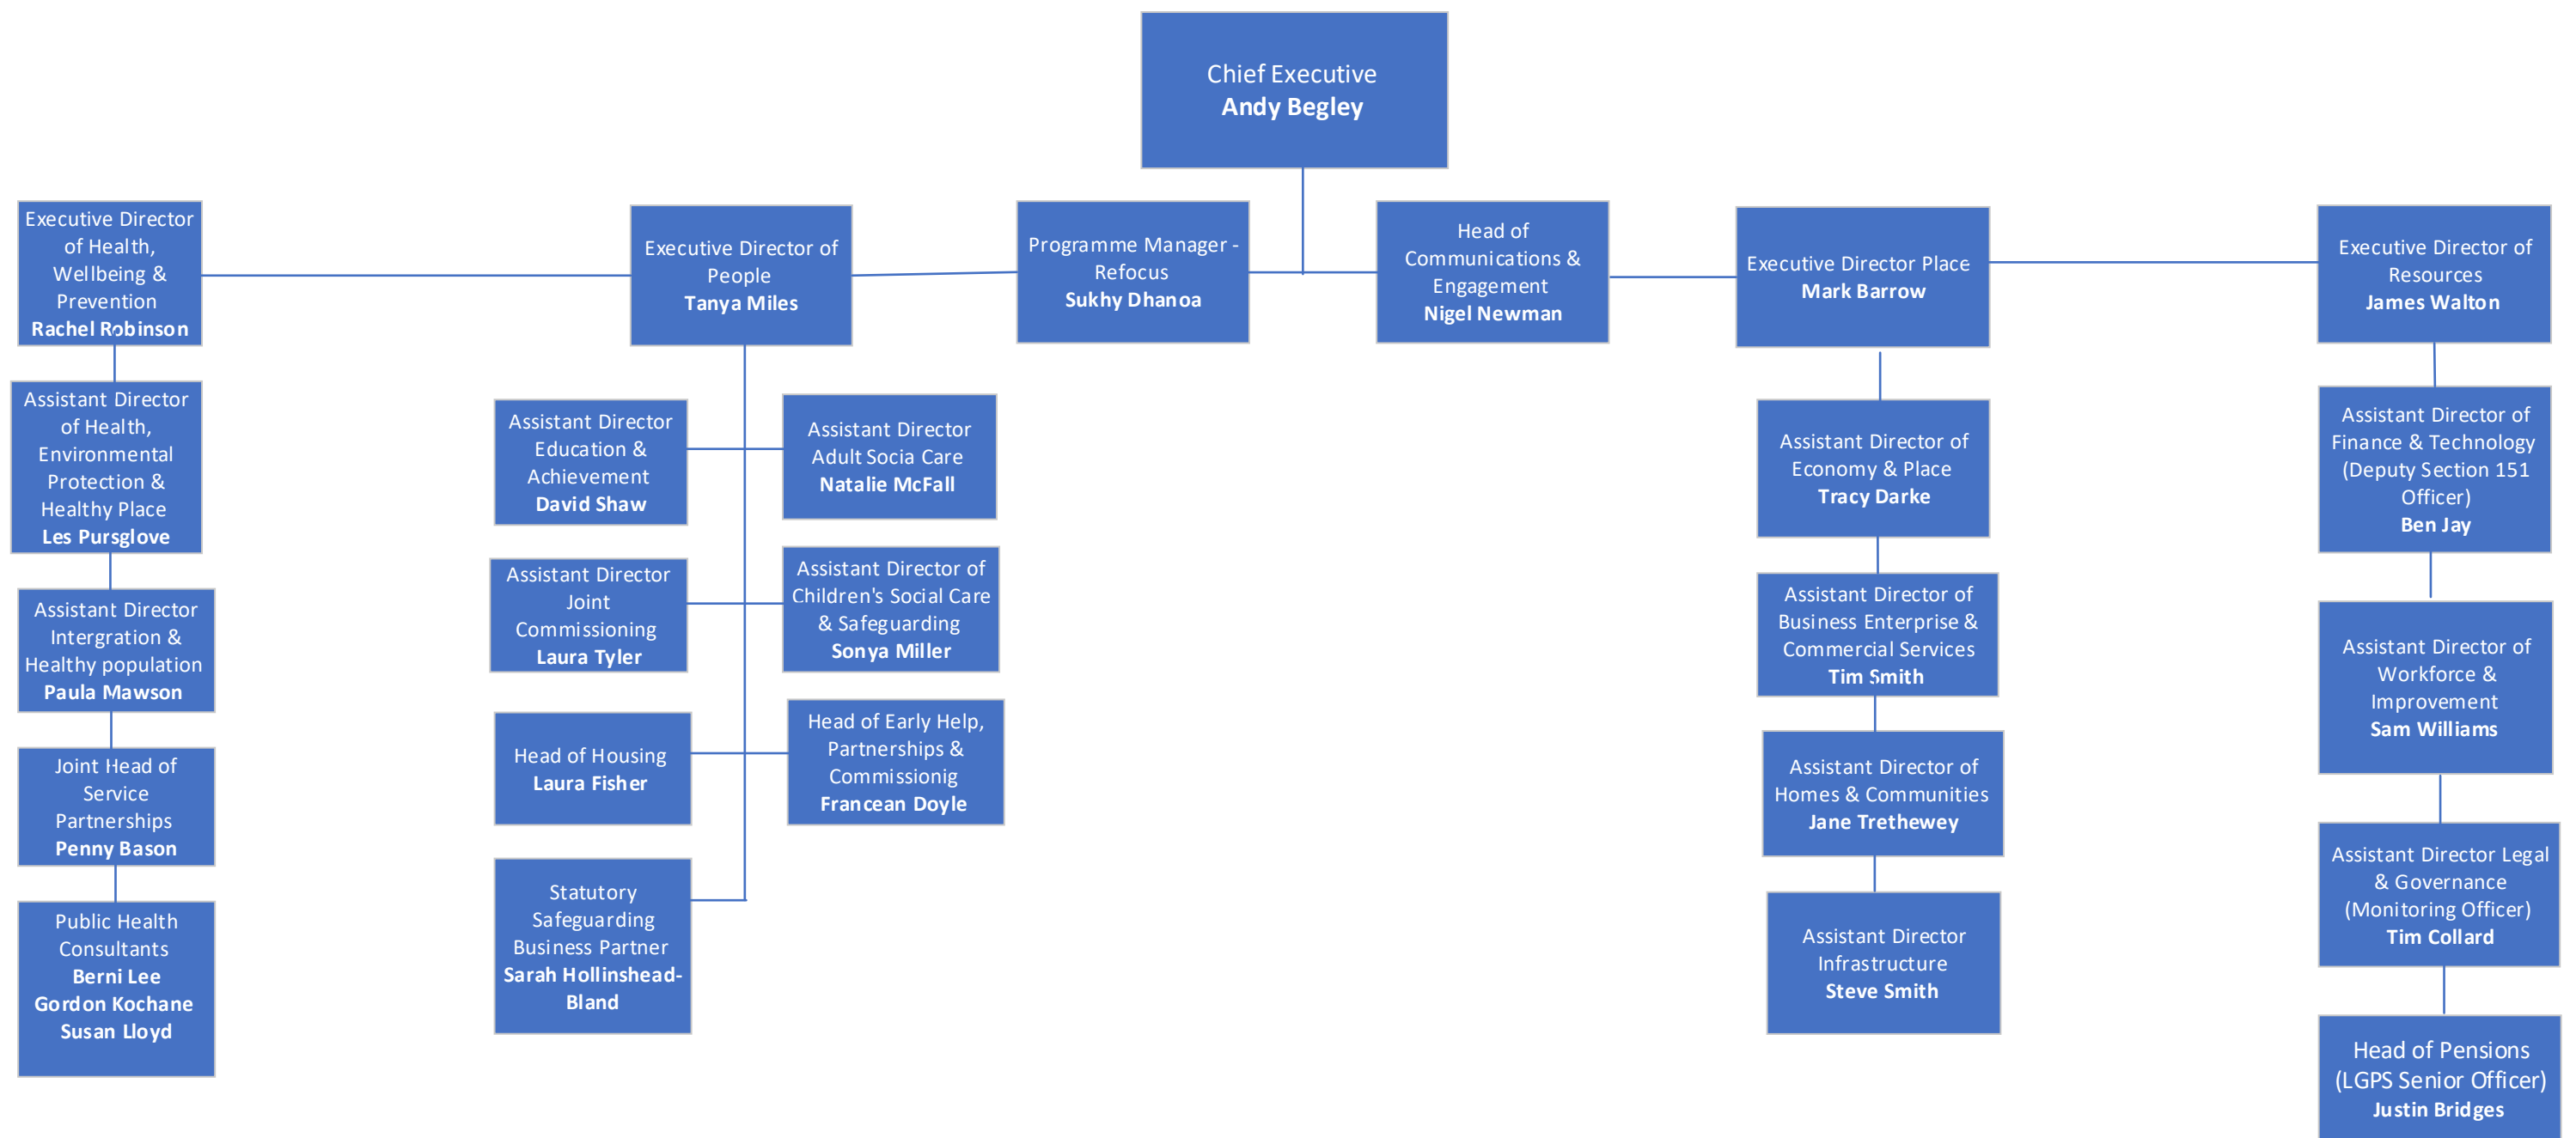 Chief Executive
Andy Begley
Executive Director
of Health,
Wellbeing &
Prevention
Rachel Robinson
Executive Director of
People
Tanya Miles
Programme Manager -
Refocus
Sukhy Dhanoa
Head of
Communications &
Engagement
Nigel Newman
Executive Director Place
Mark Barrow
Executive Director of
Resources
James Walton
Assistant Director
of Health,
Environmental
Protection &
Healthy Place
Les Pursglove
Assistant Director
Intergration &
Healthy population
Paula Mawson
Joint Head of
Service
Partnerships
Penny Bason
Public Health
Consultants
Berni Lee
Gordon Kochane
Susan Lloyd
Assistant Director
Education &
Achievement
David Shaw
Assistant Director
Adult Socia Care
Natalie McFall
Assistant Director
Joint
Commissioning
Laura Tyler
Assistant Director of
Children's Social Care
& Safeguarding
Sonya Miller
Head of Housing
Laura Fisher
Head of Early Help,
Partnerships &
Commissionig
Francean Doyle
Statutory
Safeguarding
Business Partner
Sarah Hollinshead-
Bland
Assistant Director of
Economy & Place
Tracy Darke
Assistant Director of
Business Enterprise &
Commercial Services
Tim Smith
Assistant Director of
Homes & Communities
Jane Trethewey
Assistant Director
Infrastructure
Steve Smith
Assistant Director of
Finance & Technology
(Deputy Section 151
Officer)
Ben Jay
Assistant Director of
Workforce &
Improvement
Sam Williams
Assistant Director Legal
& Governance
(Monitoring Officer)
Tim Collard
Head of Pensions
(LGPS Senior Officer)
Justin Bridges